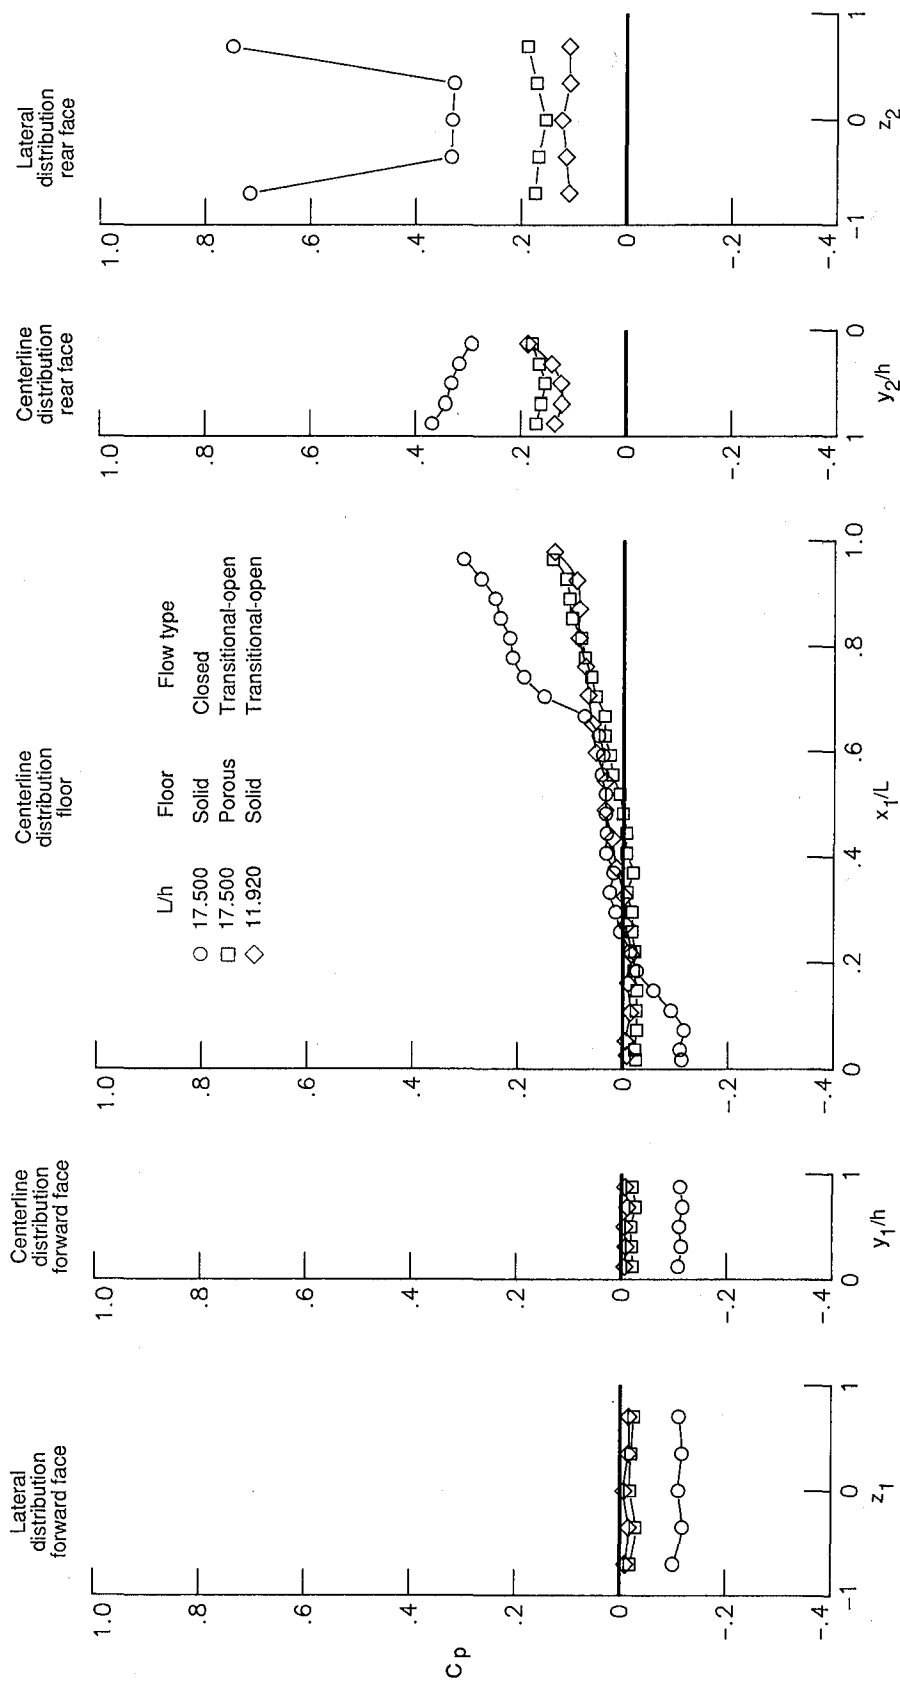 Lateral
distribution
forward face
1.0
.8
.6
.4
.2
0
-.2
-.4
Cp
-1
0
1
z1
Centerline
distribution
forward face
1.0
.8
.6
.4
.2
0
-.2
-.4
0
1
y1/h
Centerline
distribution
floor
1.0
.8
.6
.4
.2
0
-.2
-.4
0
.2
.4
.6
.8
1.0
x1/L
L/h Floor Flow type
17.500 Solid Closed
17.500 Porous Transitional-open
11.920 Solid Transitional-open
Centerline
distribution
rear face
1.0
.8
.6
.4
.2
0
-.2
-.4
1
0
y2/h
Lateral
distribution
rear face
1.0
.8
.6
.4
.2
0
-.2
-.4
-1
0
1
z2